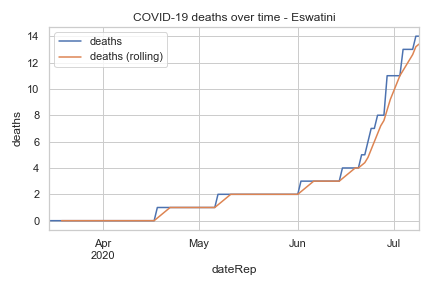 COVID-19 deaths over time - Eswatini
deaths
deaths (rolling)
14
12
10
8
6
4
2
0
deaths
Apr
2020
May
Jun
Jul
dateRep